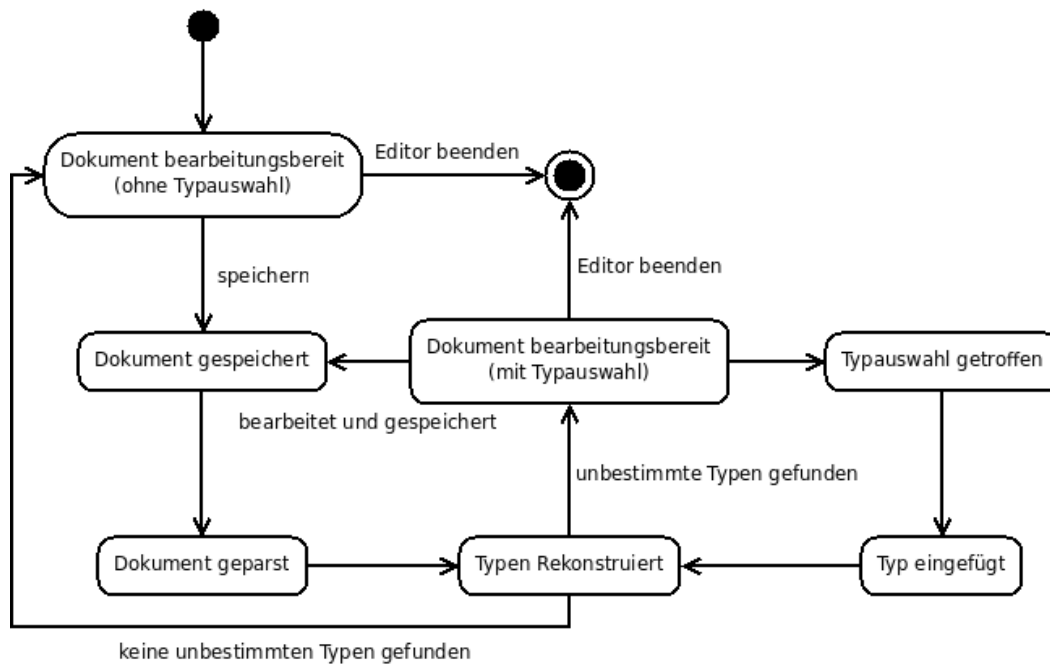 Dokument bearbeitungsbereit
(ohne Typauswahl)
Editor beenden
speichern
Editor beenden
Dokument gespeichert
Dokument bearbeitungsbereit
(mit Typauswahl)
Typauswahl getroffen
bearbeitet und gespeichert
unbestimmte Typen gefunden
Dokument geparst
Typen Rekonstruiert
Typ eingefügt
keine unbestimmten Typen gefunden